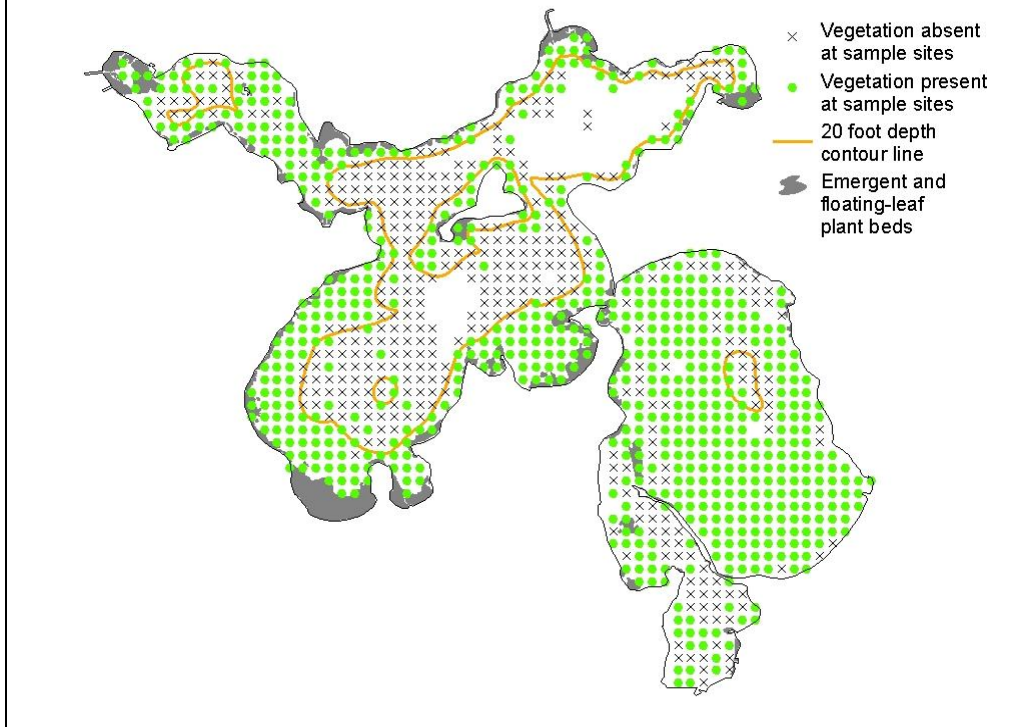 Vegetation absent
at sample sites
Vegetation present
at sample sites
20 foot depth
contour line
Emergent and
floating-leaf
plant beds